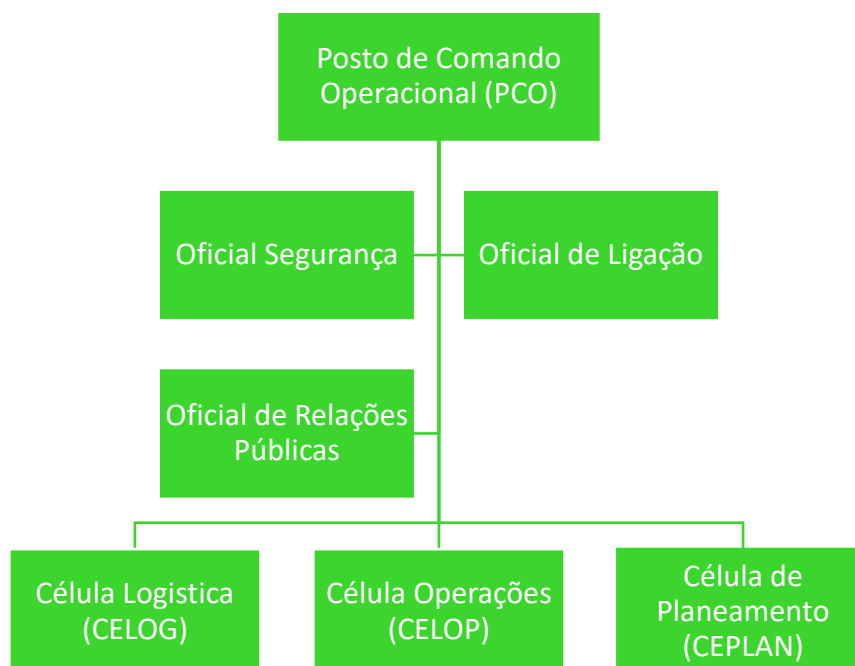 Posto de Comando
Operacional (PCO)
Oficial Segurança
Oficial de Ligação
Oficial de Relações
Públicas
Célula Logistica
(CELOG)
Célula Operações
(CELOP)
Célula de
Planeamento
(CEPLAN)